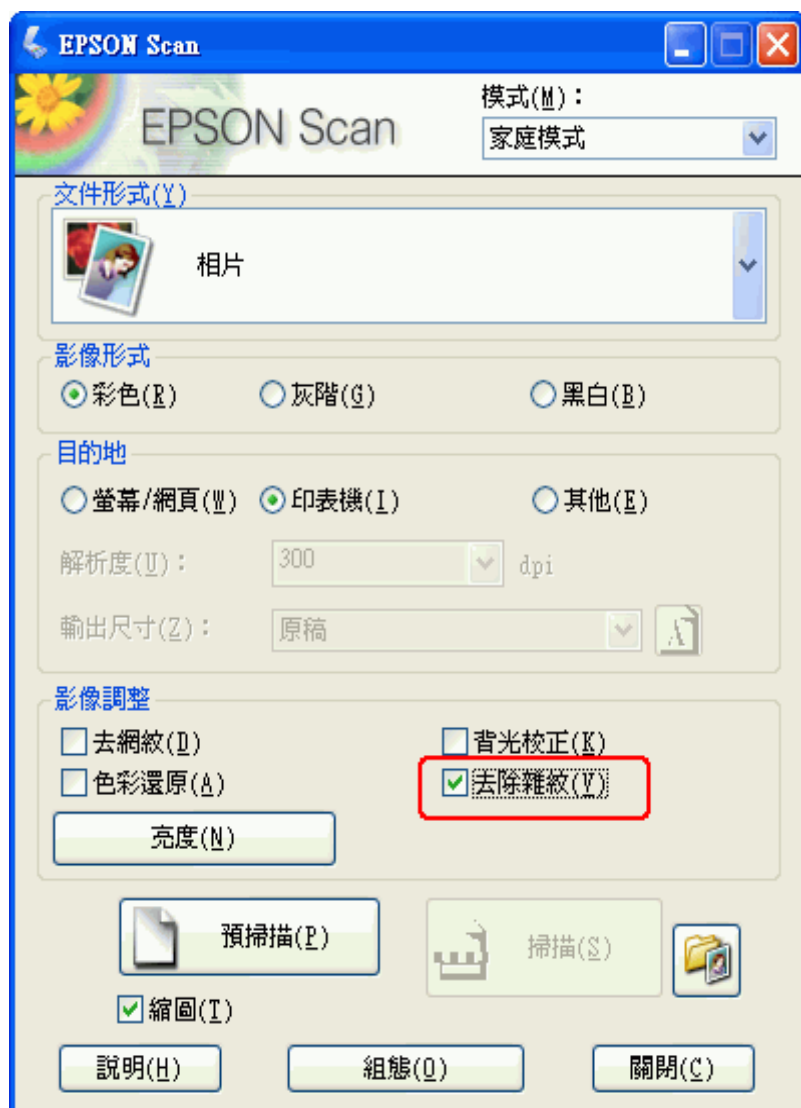 EPSON Scan
EPSON Scan
模式(M)：
家庭模式
文件形式(Y)
相片
影像形式
彩色(R) 灰階(G) 黑白(B)
目的地
螢幕/網頁(W) 印表機(I) 其他(E)
解析度(U)： 300 dpi
輸出尺寸(Z)： 原稿
影像調整
去網紋(D) 背光校正(K)
色彩還原(A) 去除雜紋(V)
亮度(N)
預掃描(P) 掃描(S)
縮圖(T)
說明(H) 組態(O) 關閉(C)